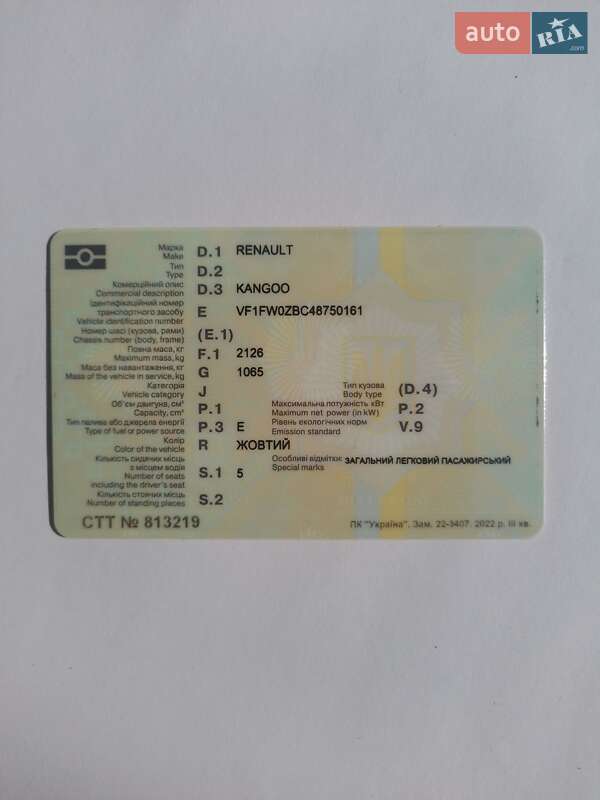 auto RIA.com
Марка
Make D.1 RENAULT
Тип
Type D.2
Комерційний опис
Commercial description D.3 KANGOO
Ідентифікаційний номер
транспортного засобу
Vehicle identification number E VF1FW0ZBC48750161
Номер шасі (кузова, рами)
Chassis number (body, frame) (E.1)
Повна маса, кг
Maximum mass, kg F.1 2126
Маса без навантаження, кг
Mass of the vehicle in service, kg G 1065
Категорія
Vehicle category J
Тип кузова
Body type (D.4)
Об'єм двигуна, см³
Capacity, cm³ P.1
Максимальна потужність кВт
Maximum net power (in kW) P.2
Тип палива або джерела енергії
Type of fuel or power source P.3 E
Рівень екологічних норм
Emission standard V.9
Колір
Color of the vehicle R ЖОВТИЙ
Кількість сидячих місць
з місцем водія
Number of seats
including the driver's seat S.1 5
Особливі відмітки
Special marks ЗАГАЛЬНИЙ ЛЕГКОВИЙ ПАСАЖИРСЬКИЙ
Кількість стоячих місць
Number of standing places S.2
СТТ № 813219
ПК "Україна". Зам. 22-3407. 2022 р. III кв.